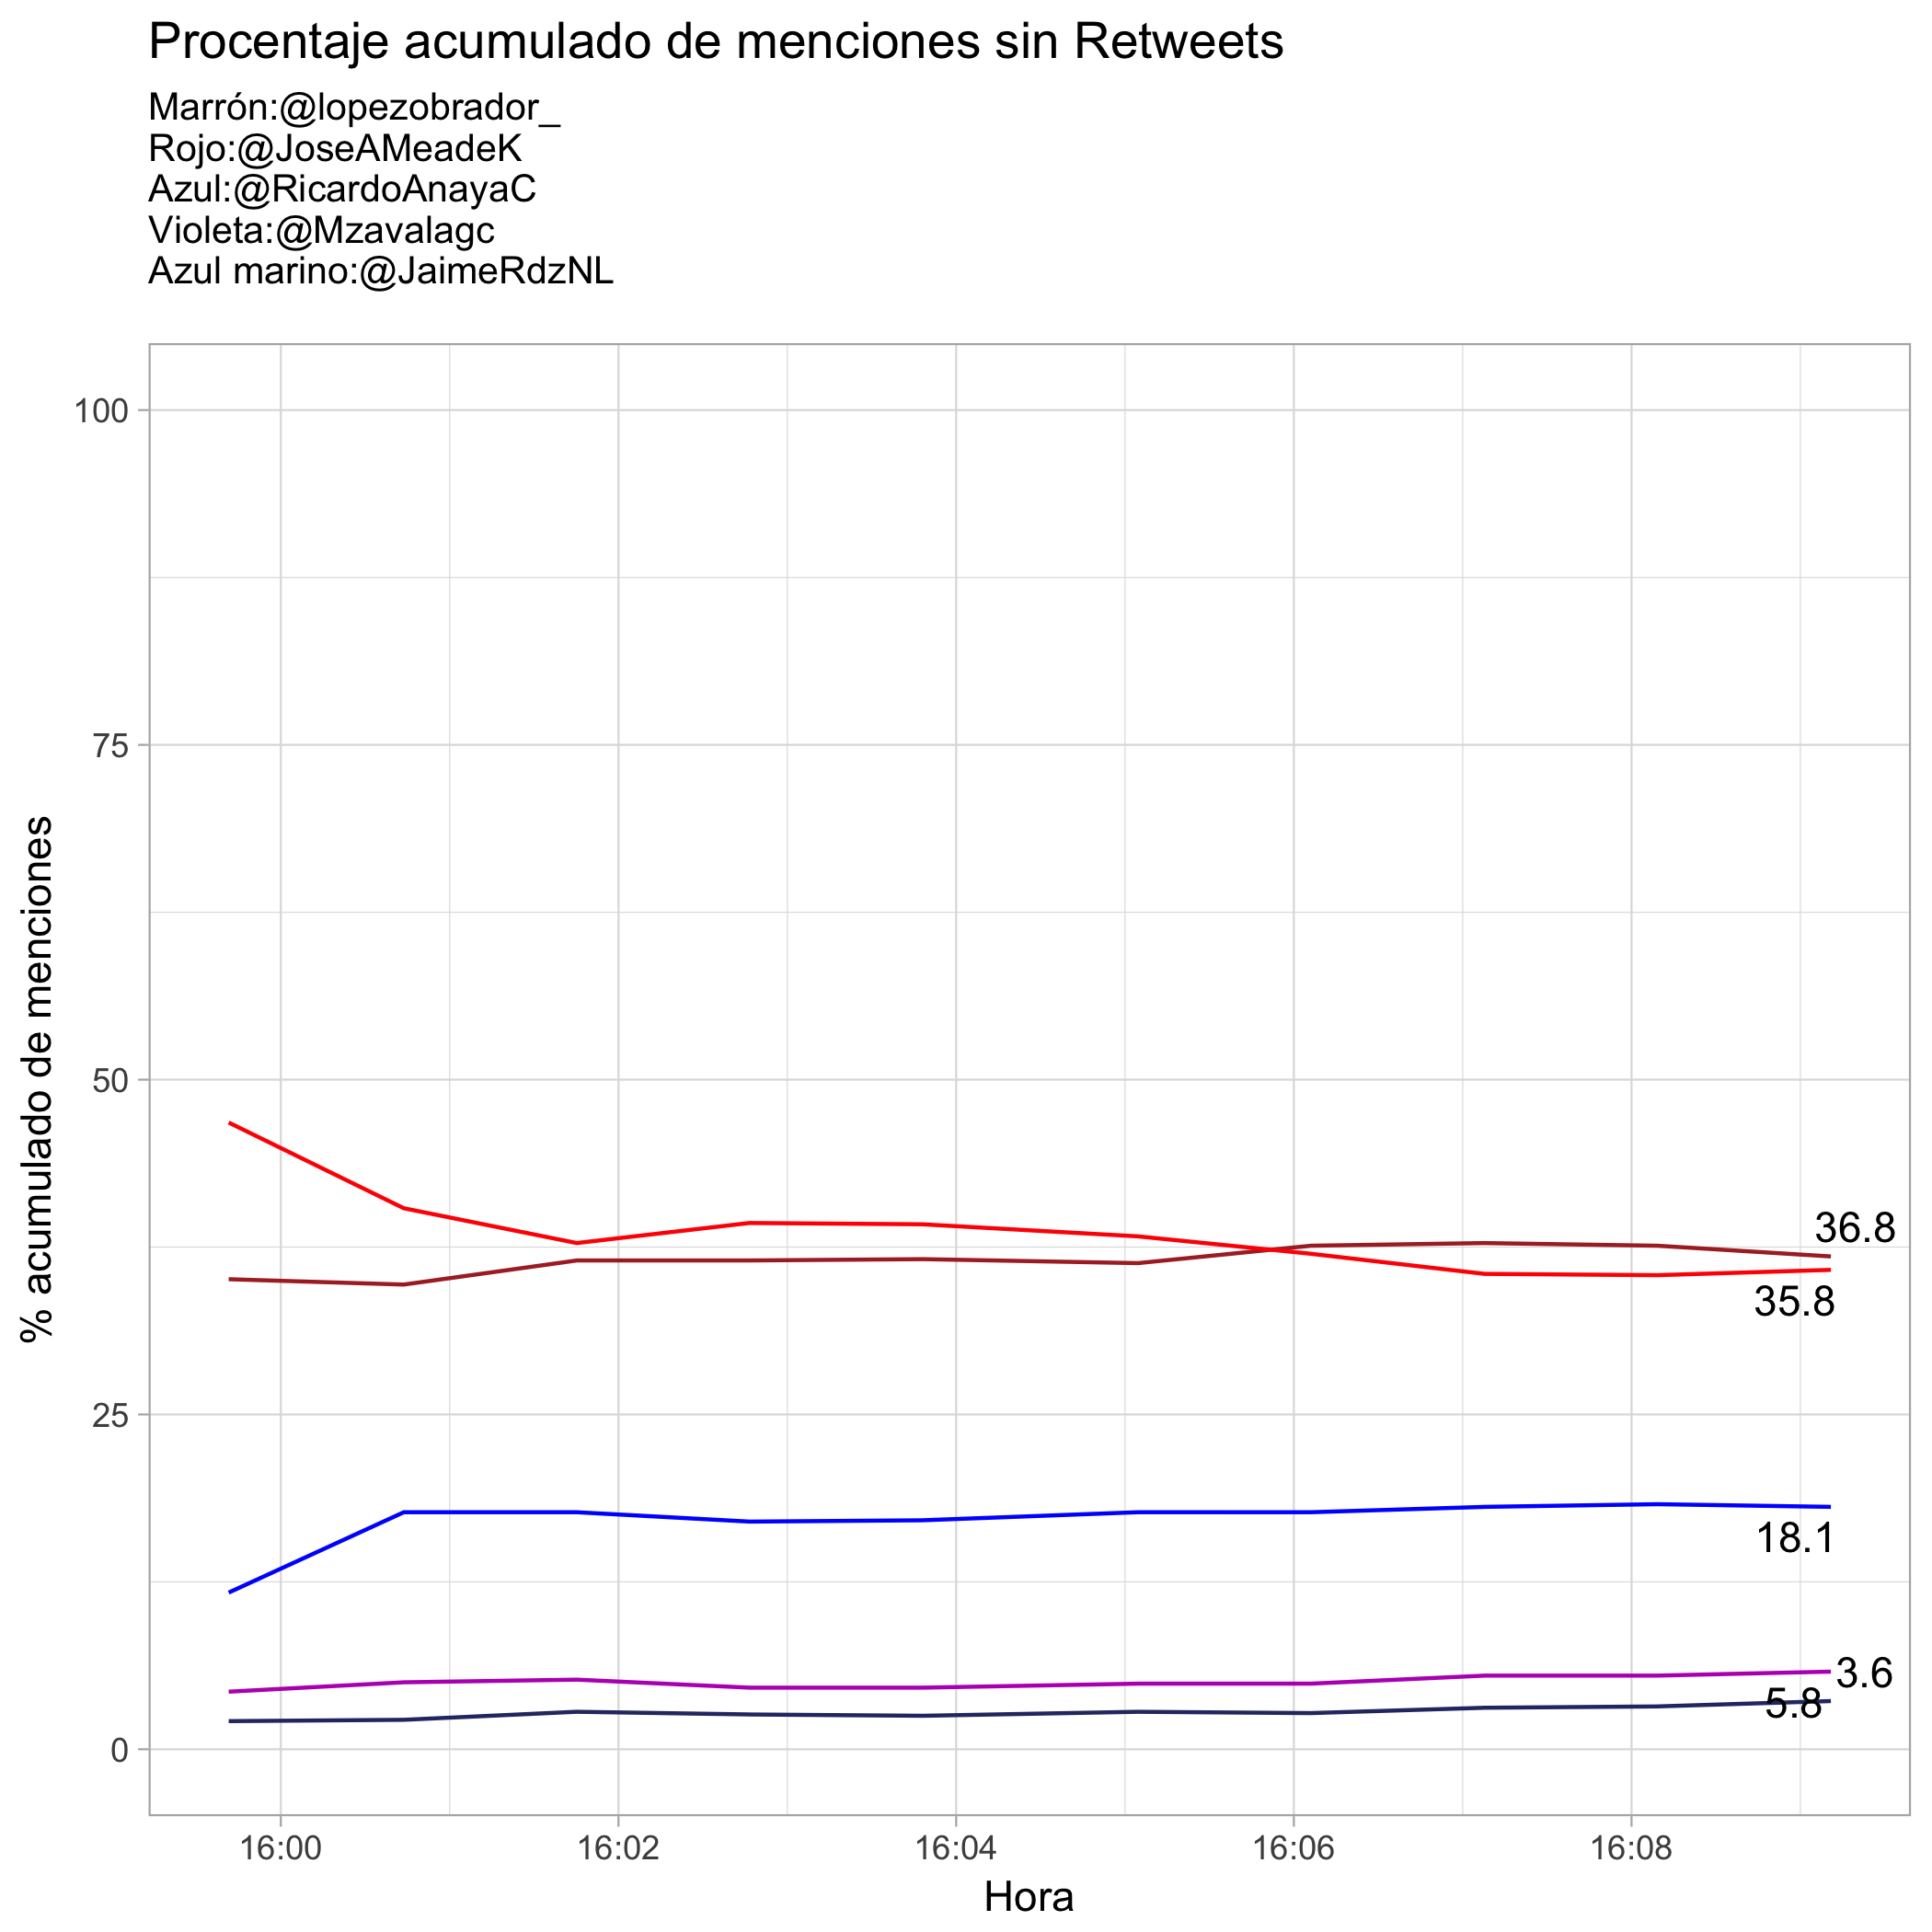 Procentaje acumulado de menciones sin Retweets
Marrón:@lopezobrador_
Rojo:@JoseAMeadeK
Azul:@RicardoAnayaC
Violeta:@Mzavalagc
Azul marino:@JaimeRdzNL
100
75
50
25
0
% acumulado de menciones
36.8
35.8
18.1
3.6
5.8
16:00
16:02
16:04
16:06
16:08
Hora